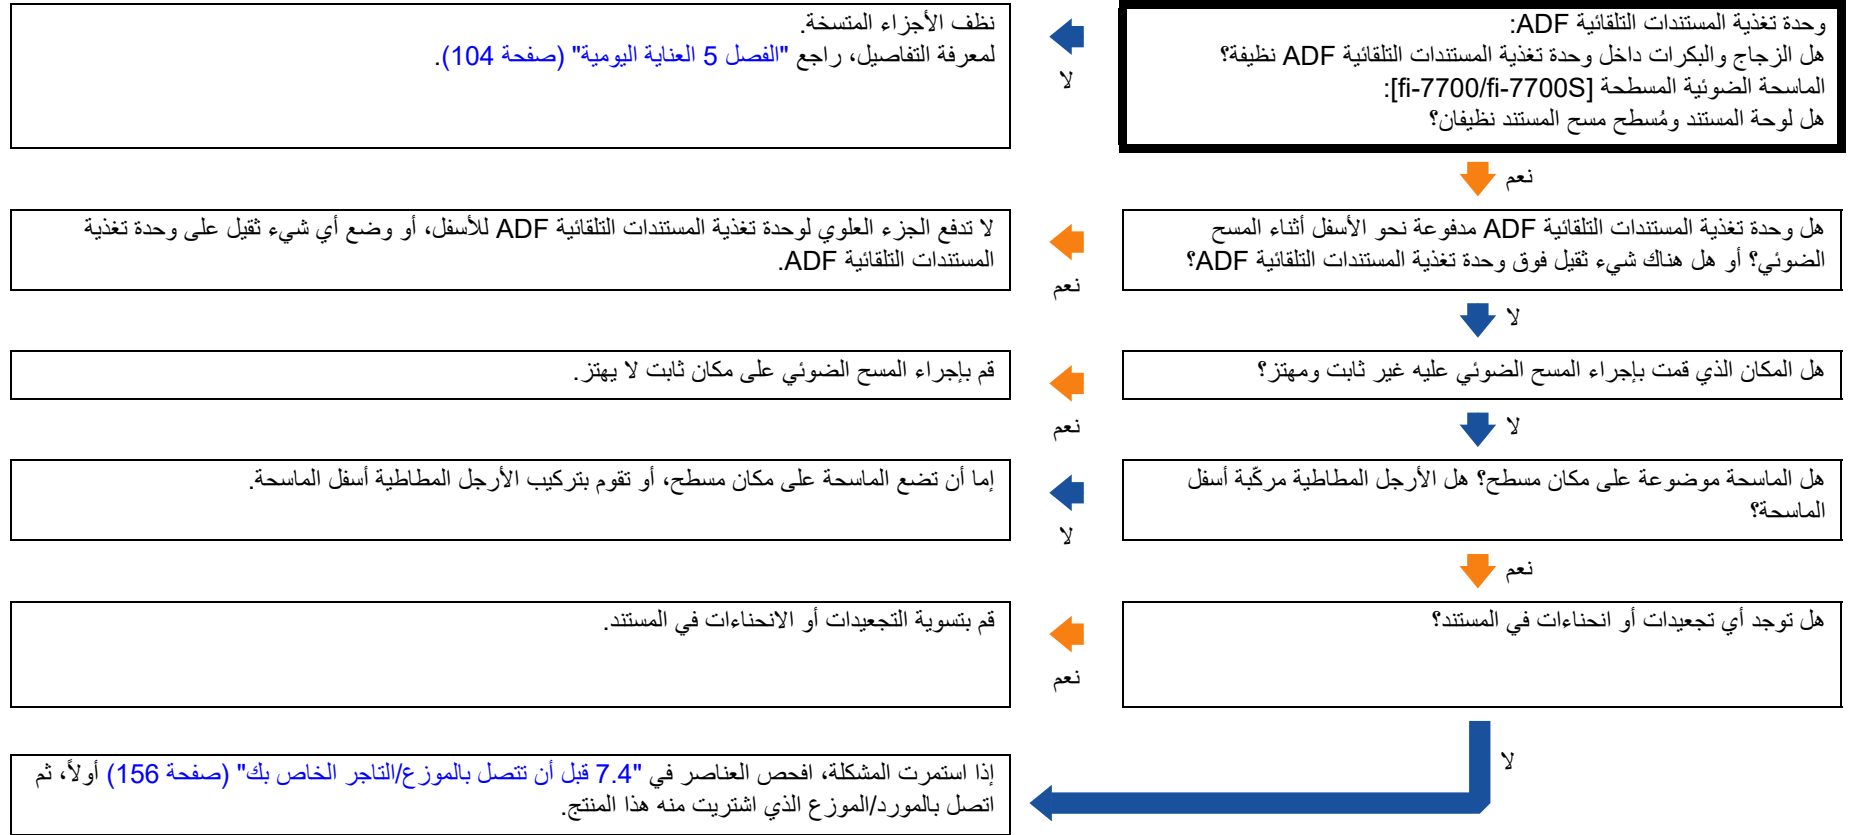 وحدة تغذية المستندات التلقائية ADF:
هل الزجاج والبكرات داخل وحدة تغذية المستندات التلقائية ADF نظيفة؟
الماسحة الضوئية المسطحة [fi-7700/fi-7700S]:
هل لوحة المستند ومُسطح مسح المستند نظيفان؟
لا
نظف الأجزاء المتسخة.
لمعرفة التفاصيل، راجع "الفصل 5 العناية اليومية" (صفحة 104).
نعم
هل وحدة تغذية المستندات التلقائية ADF مدفوعة نحو الأسفل أثناء المسح
الضوئي؟ أو هل هناك شيء ثقيل فوق وحدة تغذية المستندات التلقائية ADF؟
نعم
لا تدفع الجزء العلوي لوحدة تغذية المستندات التلقائية ADF للأسفل، أو وضع أي شيء ثقيل على وحدة تغذية
المستندات التلقائية ADF.
لا
هل المكان الذي قمت بإجراء المسح الضوئي عليه غير ثابت ومهتز؟
نعم
قم بإجراء المسح الضوئي على مكان ثابت لا يهتز.
لا
هل الماسحة موضوعة على مكان مسطح؟ هل الأرجل المطاطية مركّبة أسفل
الماسحة؟
لا
إما أن تضع الماسحة على مكان مسطح، أو تقوم بتركيب الأرجل المطاطية أسفل الماسحة.
نعم
هل توجد أي تجعيدات أو انحناءات في المستند؟
نعم
قم بتسوية التجعيدات أو الانحناءات في المستند.
لا
إذا استمرت المشكلة، افحص العناصر في "7.4 قبل أن تتصل بالموزع/التاجر الخاص بك" (صفحة 156) أولاً، ثم
اتصل بالمورد/الموزع الذي اشتريت منه هذا المنتج.